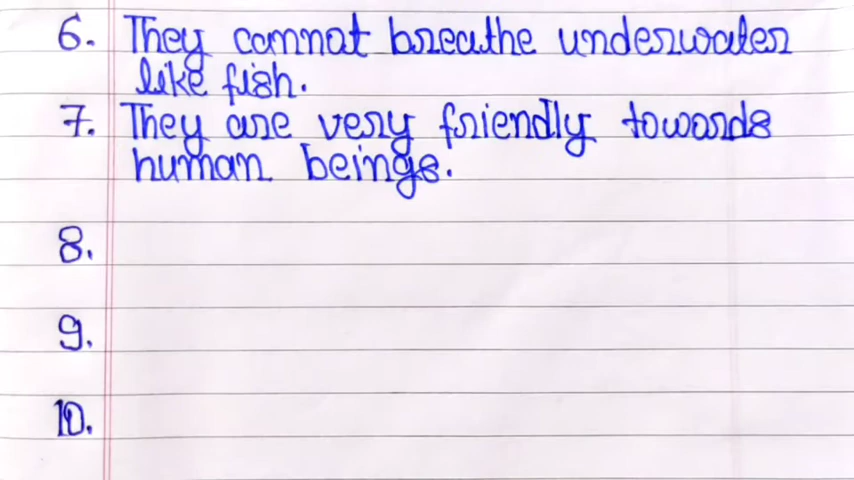 6. They cannot breathe underwater
like fish.
7. They are very friendly towards
human beings.
8.
9.
10.